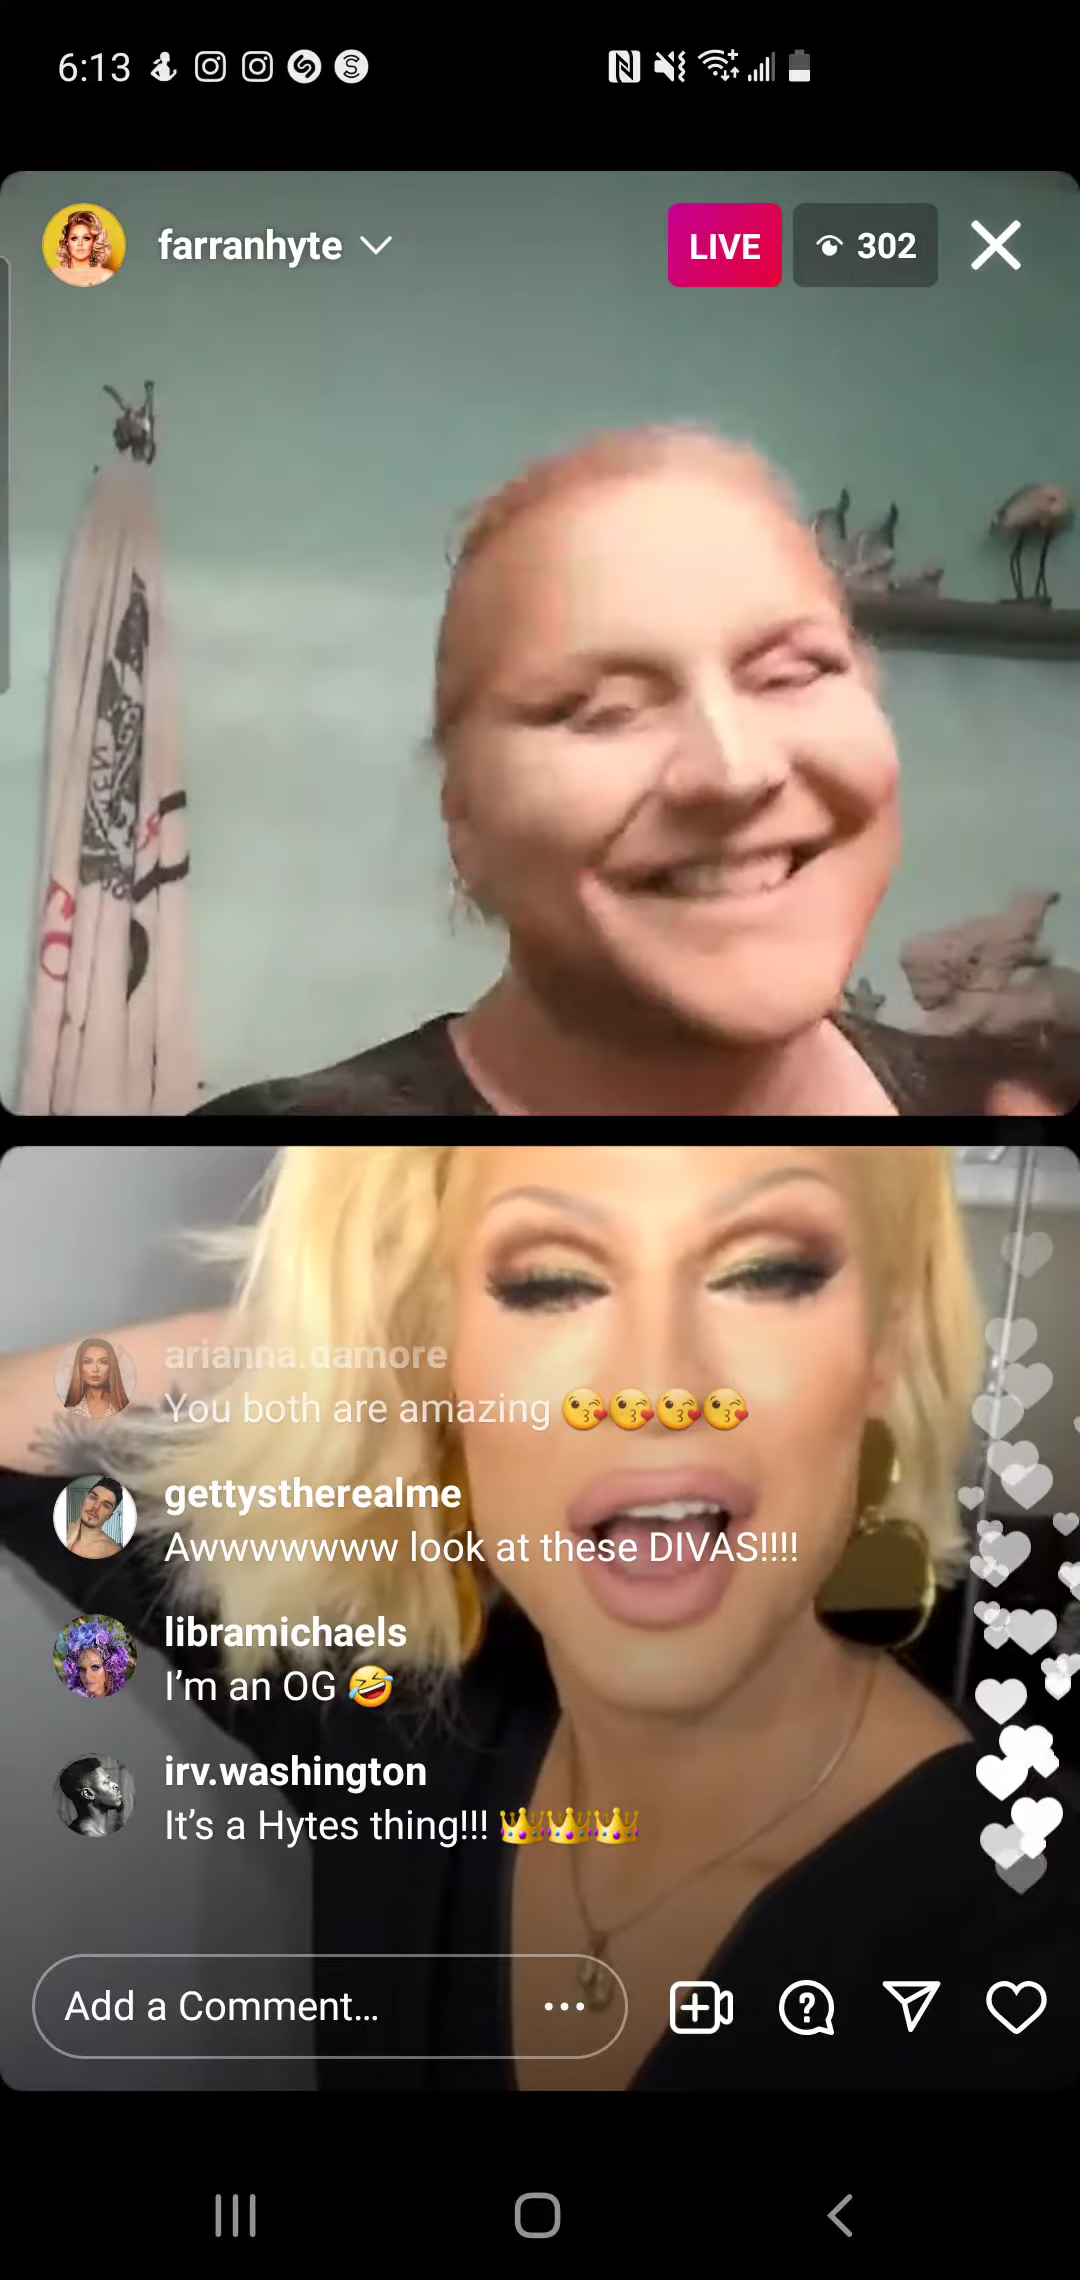 6:13
farranhyte
LIVE
302
arianna.damore
You both are amazing 😘😘😘😘
gettystherealme
Awwwwwww look at these DIVAS!!!!
libramichaels
I'm an OG 🤣
irv.washington
It's a Hytes thing!!! 👑👑👑
Add a Comment...